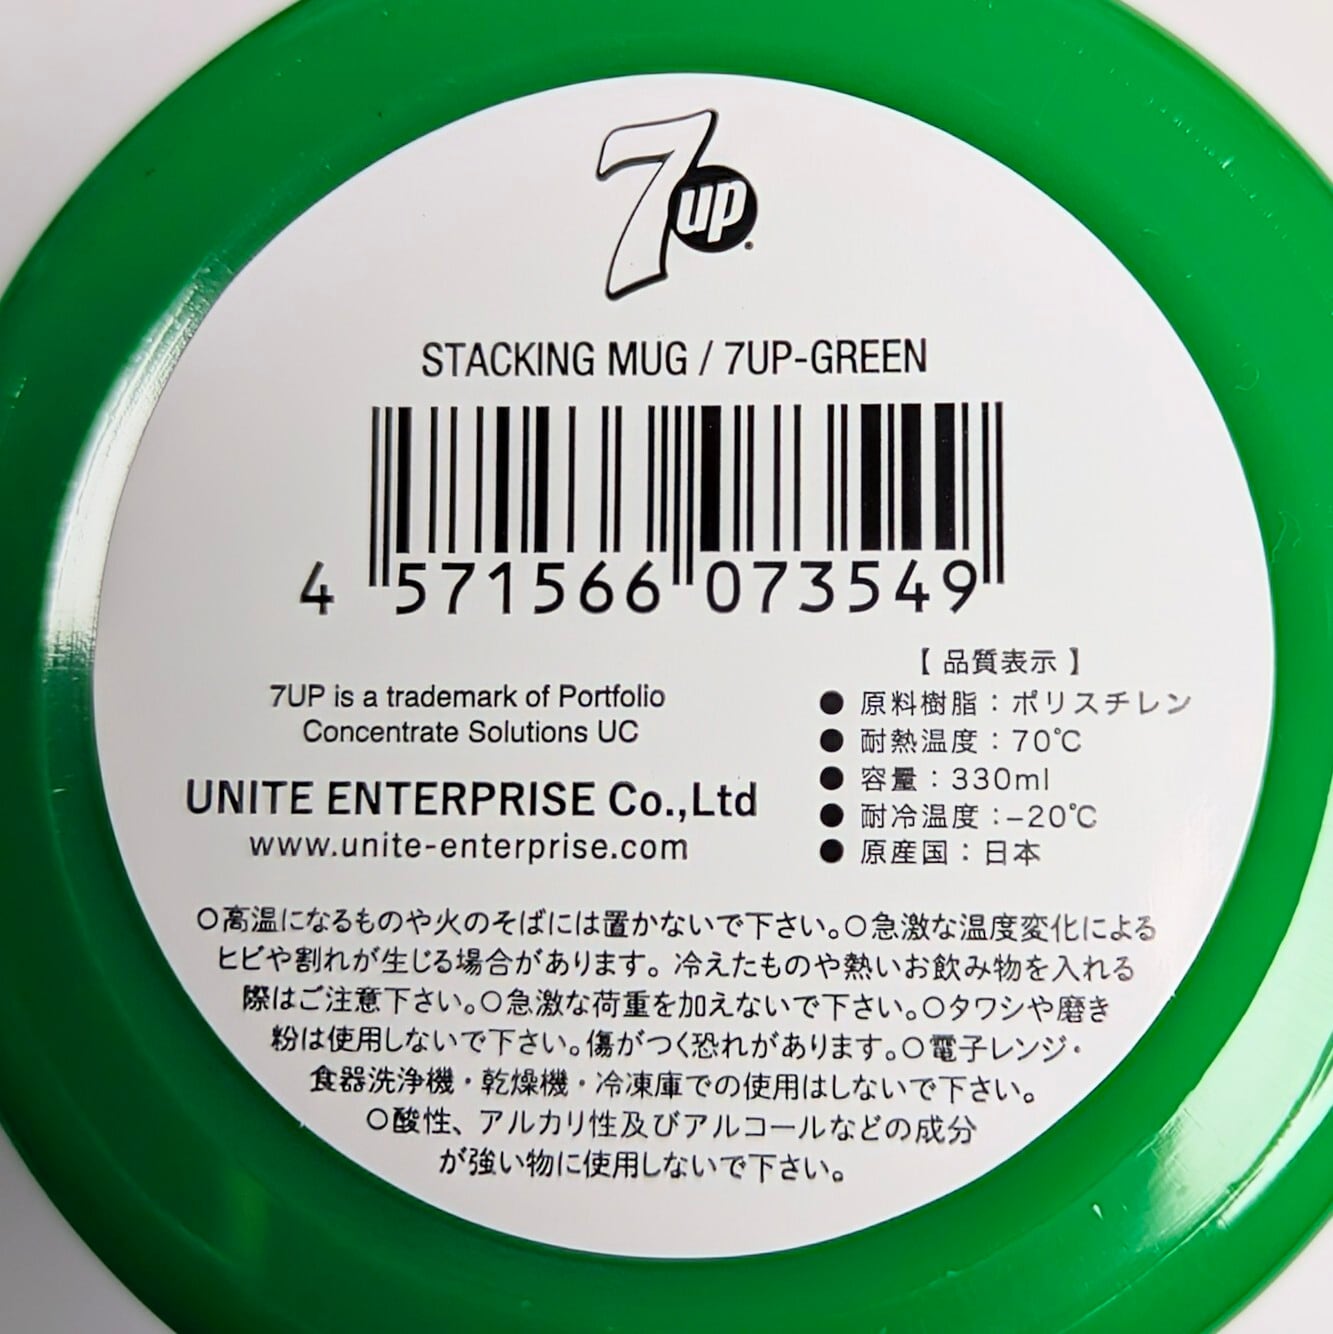 7up
STACKING MUG / 7UP-GREEN
4 571566 073549
7UP is a trademark of Portfolio
Concentrate Solutions UC
UNITE ENTERPRISE Co.,Ltd
www.unite-enterprise.com
【 品質表示 】
● 原料樹脂：ポリスチレン
● 耐熱温度：70℃
● 容量：330ml
● 耐冷温度：−20℃
● 原産国：日本
○高温になるものや火のそばには置かないで下さい。○急激な温度変化による
ヒビや割れが生じる場合があります。冷えたものや熱いお飲み物を入れる
際はご注意下さい。○急激な荷重を加えないで下さい。○タワシや磨き
粉は使用しないで下さい。傷がつく恐れがあります。○電子レンジ・
食器洗浄機・乾燥機・冷凍庫での使用はしないで下さい。
○酸性、アルカリ性及びアルコールなどの成分
が強い物に使用しないで下さい。